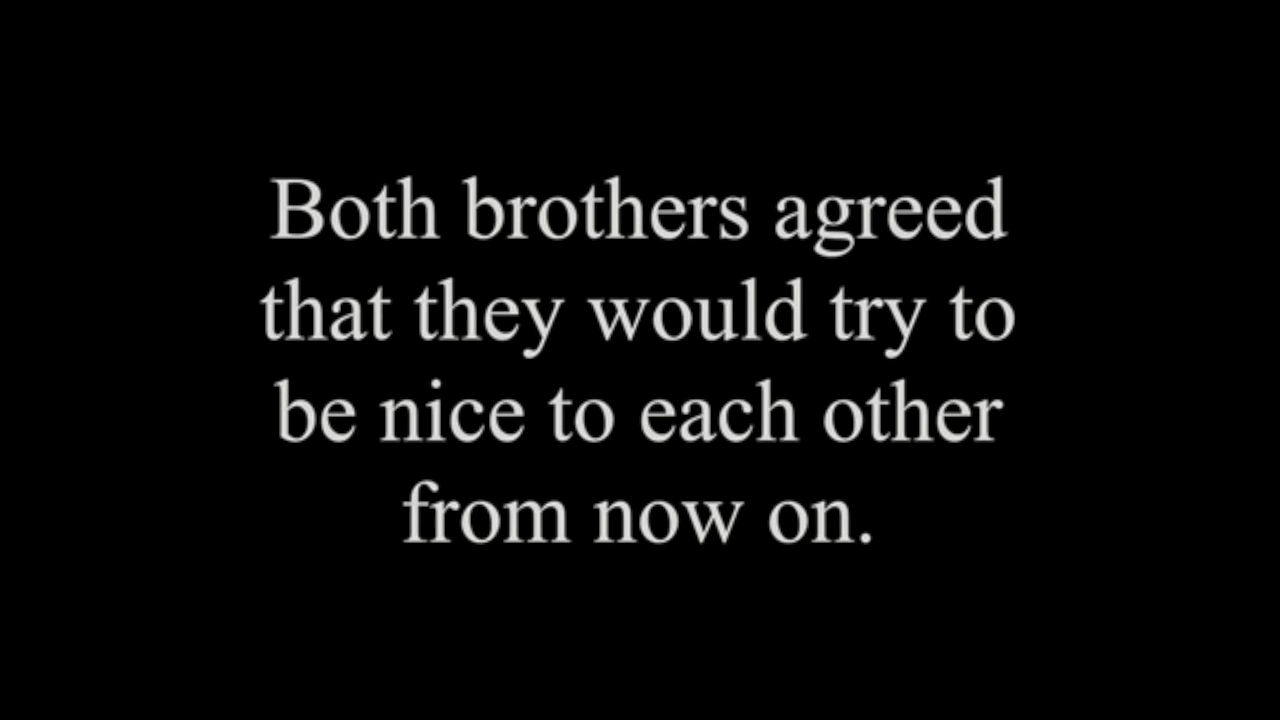 Both brothers agreed
that they would try to
be nice to each other
from now on.